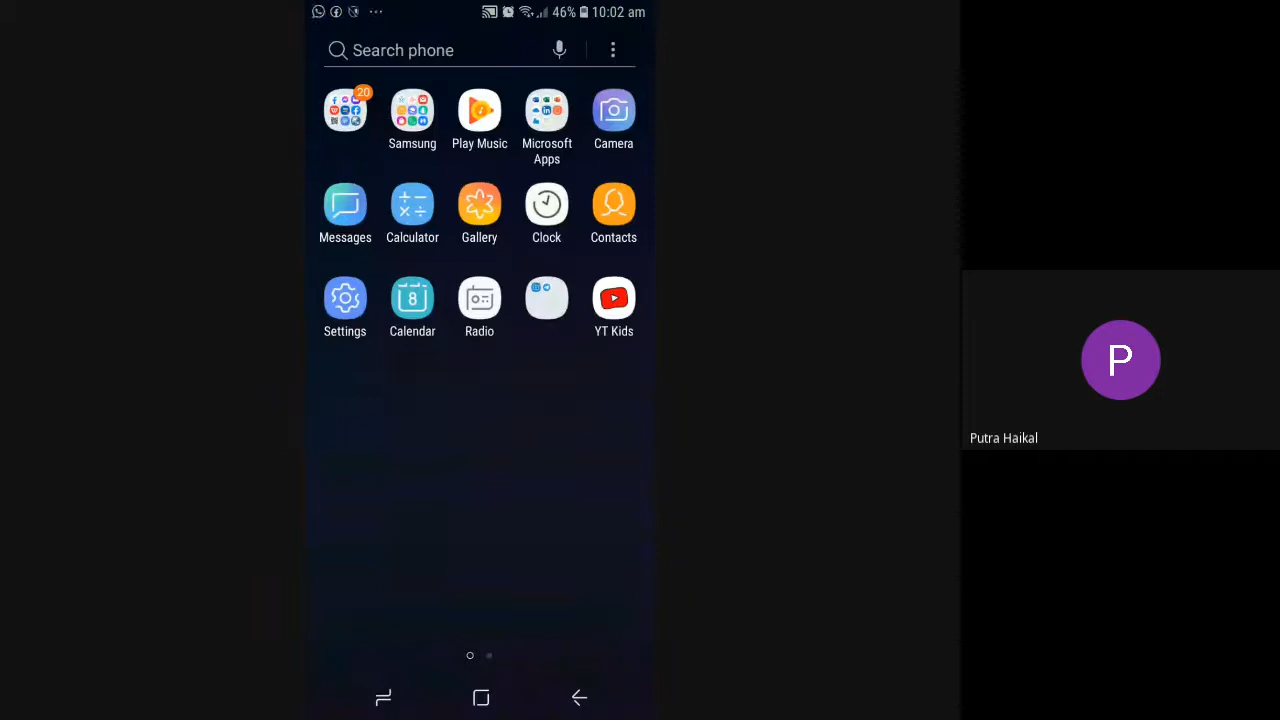 46% 10:02 am
Search phone
20
Samsung
Play Music
Microsoft
Apps
Camera
Messages
Calculator
Gallery
Clock
Contacts
8
Settings
Calendar
Radio
YT Kids
P
Putra Haikal